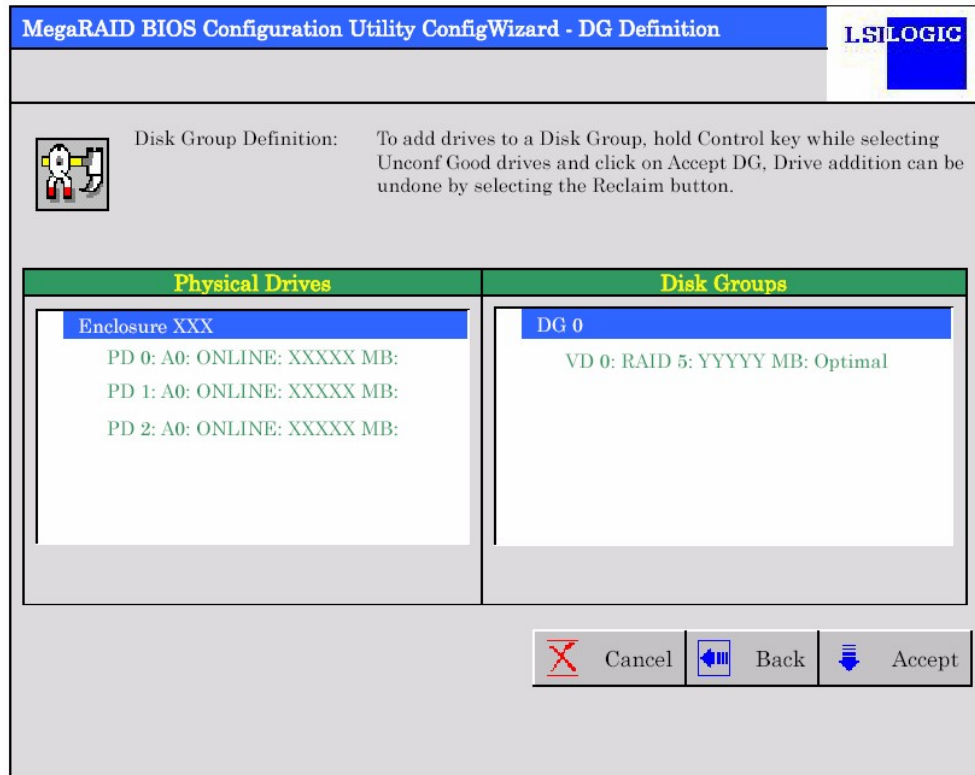 MegaRAID BIOS Configuration Utility ConfigWizard - DG Definition
LSI LOGIC
Disk Group Definition:
To add drives to a Disk Group, hold Control key while selecting
Unconf Good drives and click on Accept DG, Drive addition can be
undone by selecting the Reclaim button.
Physical Drives
Enclosure XXX
PD 0: A0: ONLINE: XXXXX MB:
PD 1: A0: ONLINE: XXXXX MB:
PD 2: A0: ONLINE: XXXXX MB:
Disk Groups
DG 0
VD 0: RAID 5: YYYYY MB: Optimal
Cancel
Back
Accept